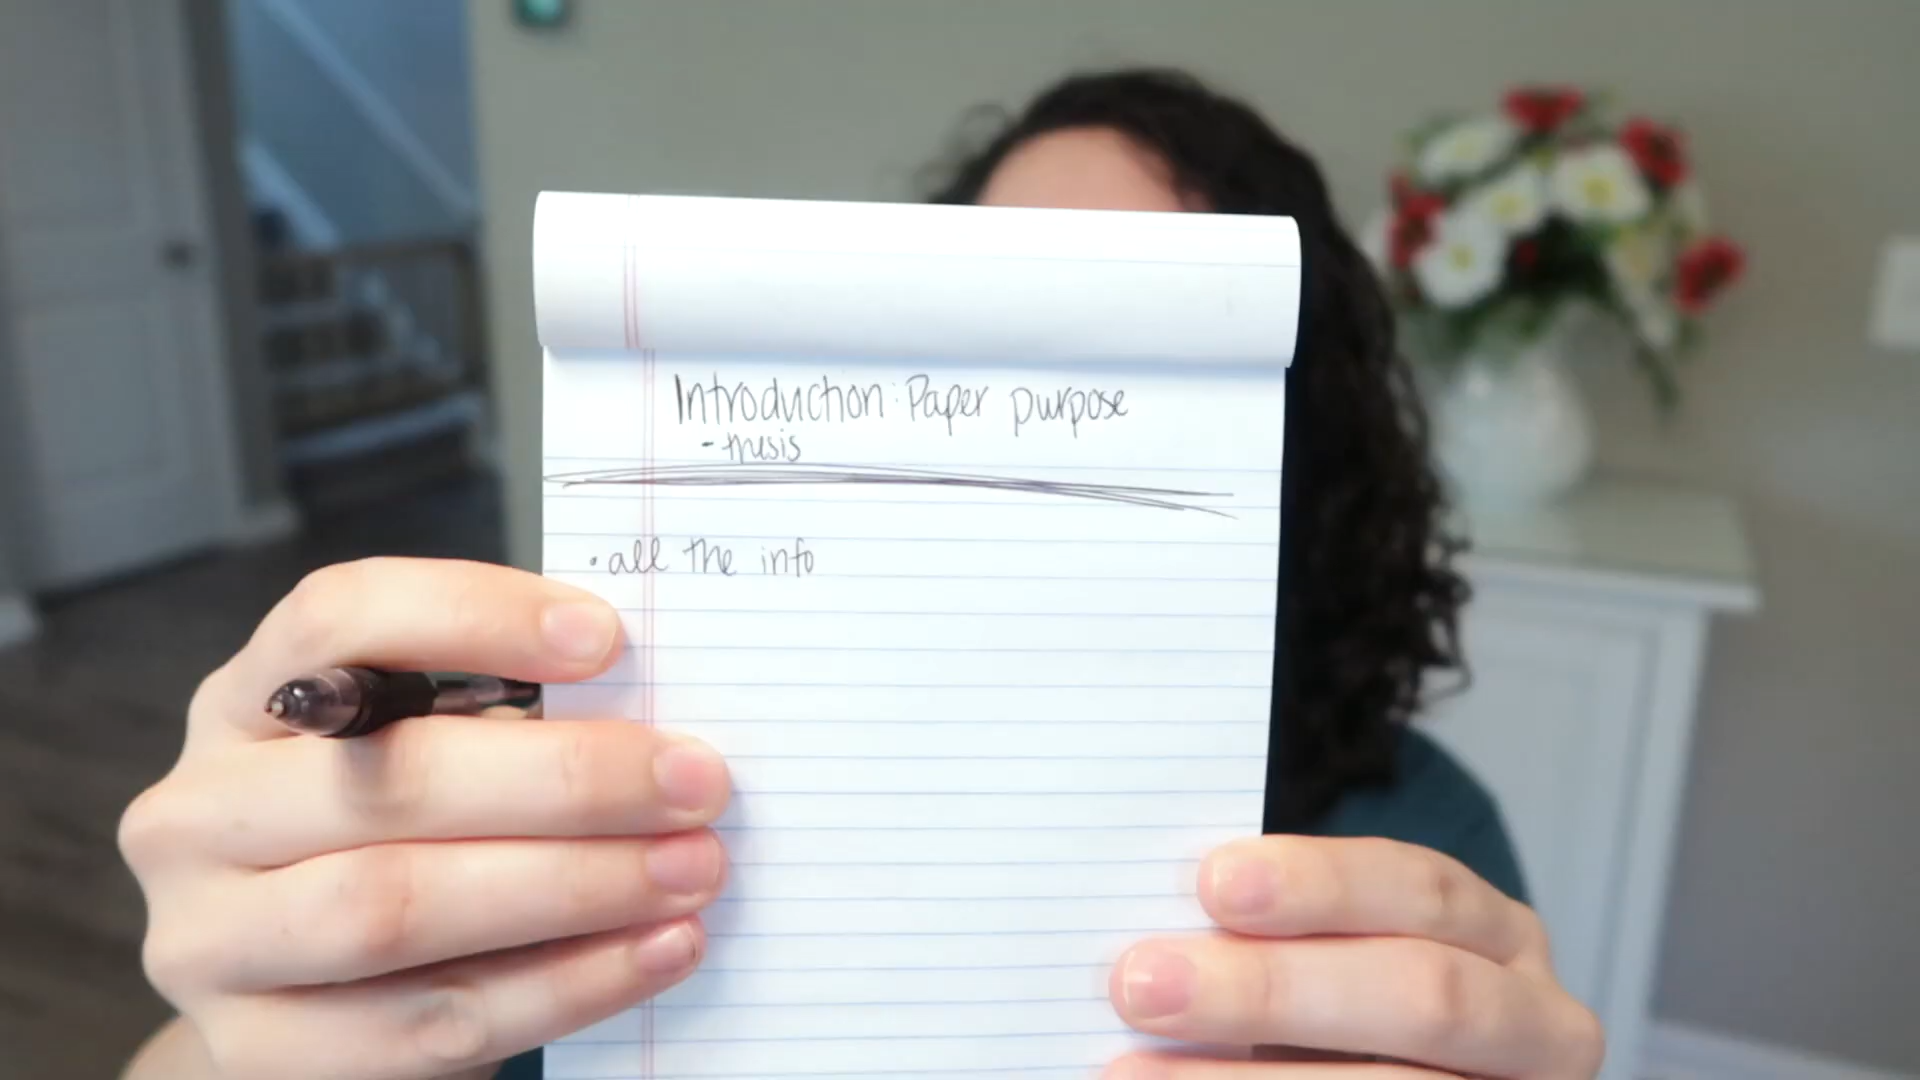 Introduction: Paper purpose
- thesis
• all the info